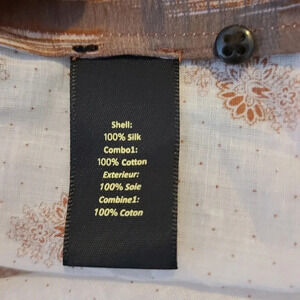 Shell:
100% Silk
Combo1:
100% Cotton
Exterieur:
100% Soie
Combine1:
100% Coton